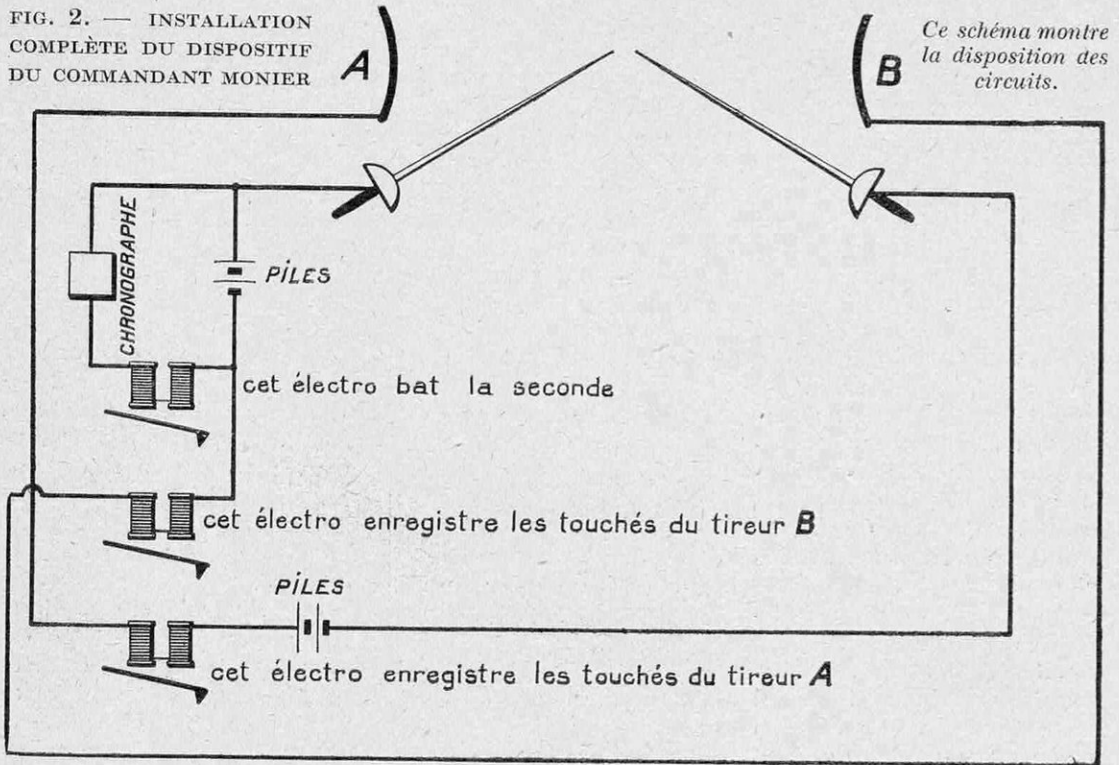 FIG. 2. — INSTALLATION
COMPLÈTE DU DISPOSITIF
DU COMMANDANT MONIER
A
B
Ce schéma montre
la disposition des
circuits.
CHRONOGRAPHE
PILES
cet électro bat la seconde
cet électro enregistre les touchés du tireur B
PILES
cet électro enregistre les touchés du tireur A